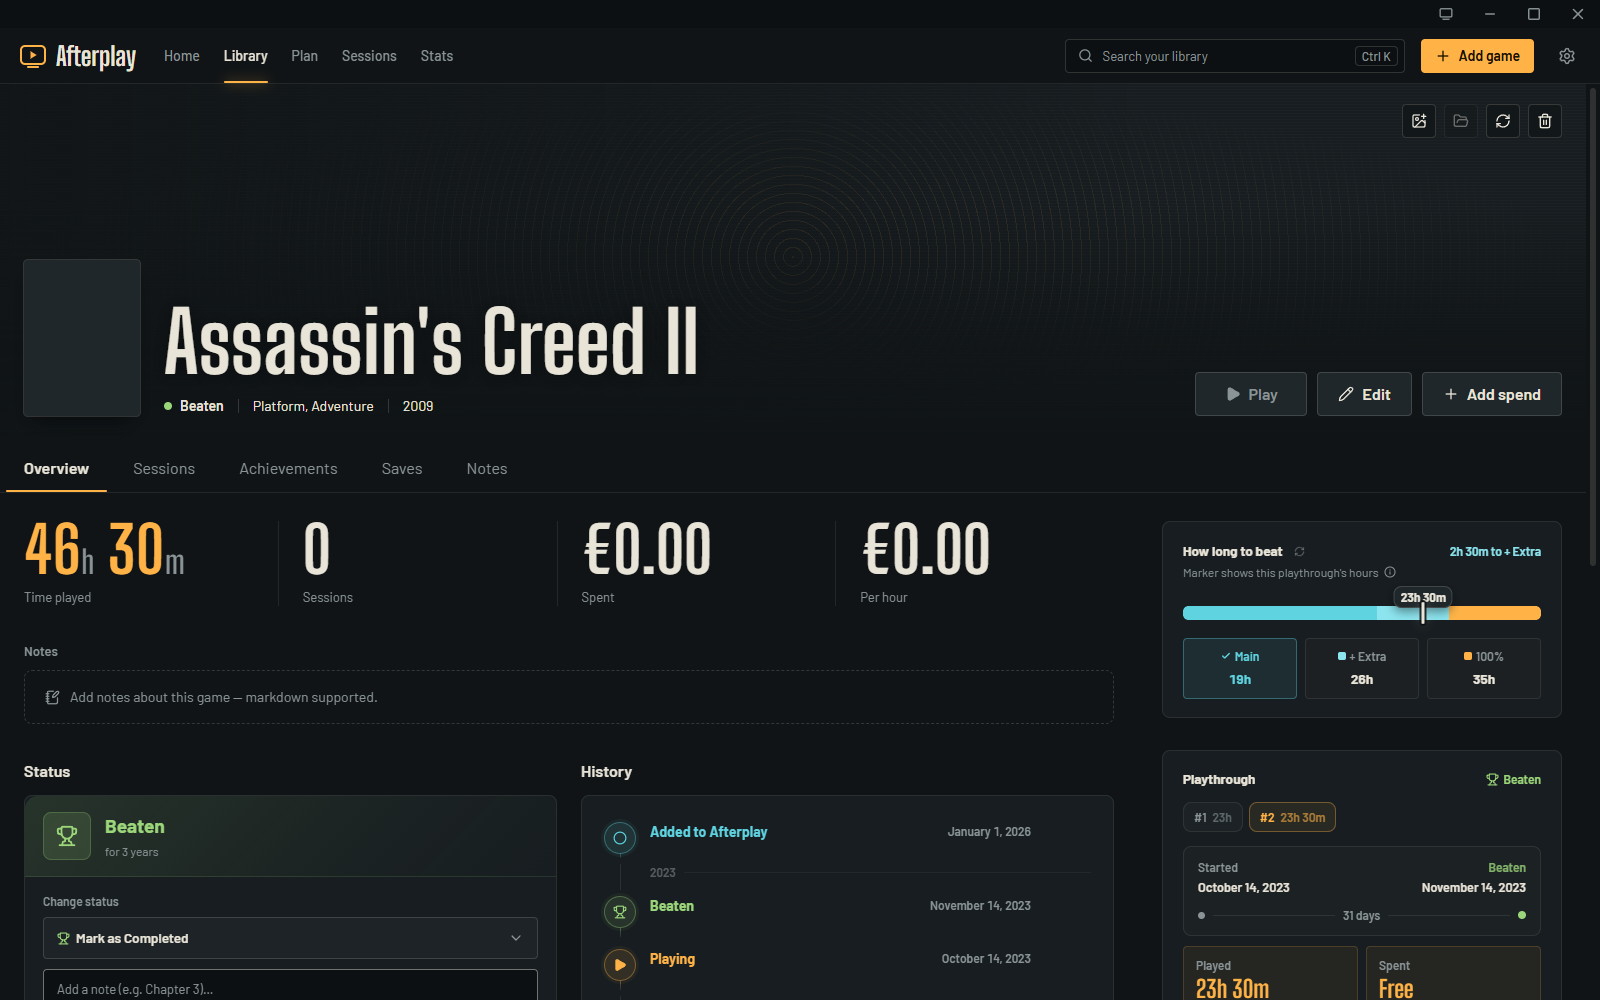 Afterplay
Home
Library
Plan
Sessions
Stats
Search your library
Ctrl K
Add game
Assassin's Creed II
Beaten
Platform, Adventure
2009
Play
Edit
Add spend
Overview
Sessions
Achievements
Saves
Notes
46h 30m
Time played
0
Sessions
€0.00
Spent
€0.00
Per hour
How long to beat
2h 30m to + Extra
Marker shows this playthrough's hours
23h 30m
Main
19h
+ Extra
26h
100%
35h
Notes
Add notes about this game — markdown supported.
Status
Beaten
for 3 years
Change status
Mark as Completed
Add a note (e.g. Chapter 3)...
History
Added to Afterplay
January 1, 2026
2023
Beaten
November 14, 2023
Playing
October 14, 2023
Playthrough
Beaten
#1 23h
#2 23h 30m
Started
Beaten
October 14, 2023
November 14, 2023
31 days
Played
23h 30m
Spent
Free